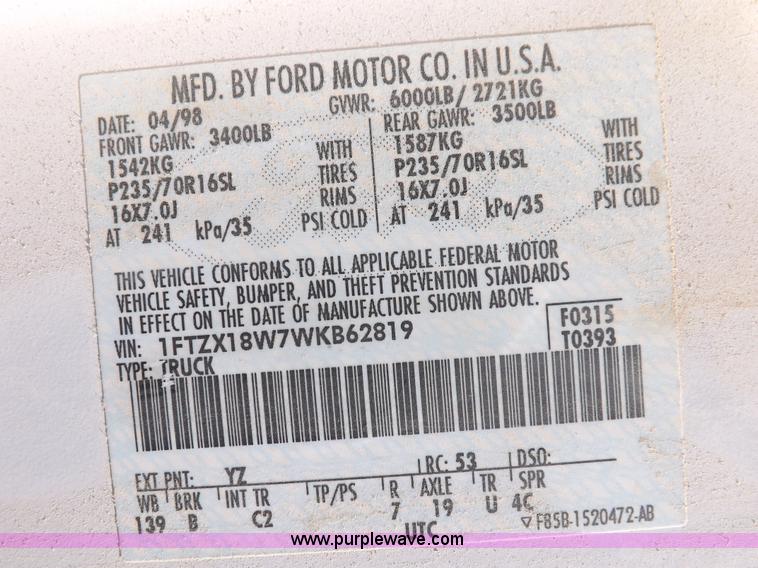 MFD. BY FORD MOTOR CO. IN U.S.A.
DATE: 04/98 GVWR: 6000LB/ 2721KG
FRONT GAWR: 3400LB REAR GAWR: 3500LB
1542KG WITH 1587KG WITH
P235/70R16SL TIRES P235/70R16SL TIRES
16X7.0J RIMS 16X7.0J RIMS
AT 241 kPa/35 PSI COLD AT 241 kPa/35 PSI COLD
THIS VEHICLE CONFORMS TO ALL APPLICABLE FEDERAL MOTOR
VEHICLE SAFETY, BUMPER, AND THEFT PREVENTION STANDARDS
IN EFFECT ON THE DATE OF MANUFACTURE SHOWN ABOVE.
VIN: 1FTZX18W7WKB62819 F0315
TYPE: TRUCK T0393
EXT PNT: YZ RC: 53 DSO:
WB BRK INT TR TP/PS R AXLE TR SPR
139 B C2 7 19 U 4C
UTC ▽F85B-1520472-AB
www.purplewave.com